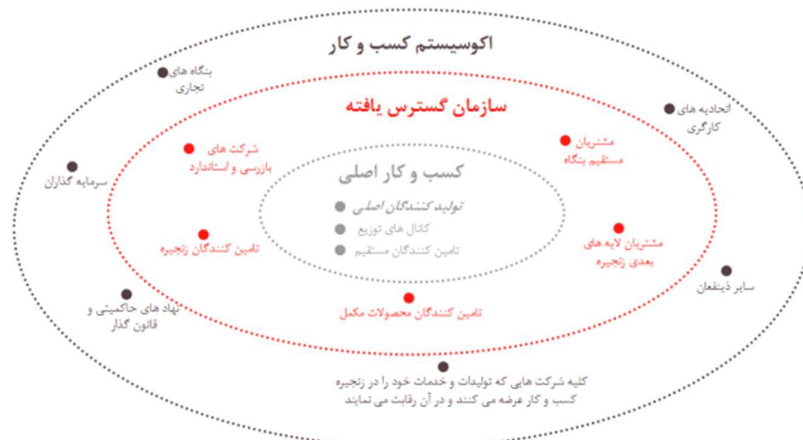 اکوسیستم کسب و کار
بنگاه های
تجاری
اتحادیه های
کارگری
سازمان گسترس یافته
شرکت های
بازرسی و استاندارد
مشتریان
مستقیم بنگاه
سرمایه گذاران
کسب و کار اصلی
تولید کنندگان اصلی
کانال های توزیع
تامین کنندگان مستقیم
تامین کنندگان زنجیره
مشتریان لایه های
بعدی زنجیره
سایر ذینفعان
نهاد های حاکمیتی و
قانون گذار
تامین کنندگان محصولات مکمل
کلیه شرکت هایی که تولیدات و خدمات خود را در زنجیره
کسب و کار عرضه می کنند و در آن رقابت می نمایند